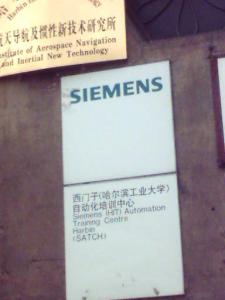 航天导航及惯性新技术研究所
Institute of Aerospace Navigation
and Inertial New Technology
SIEMENS
西门子(哈尔滨工业大学)
自动化培训中心
Siemens (HIT) Automation
Training Centre
Harbin
(SATCH)